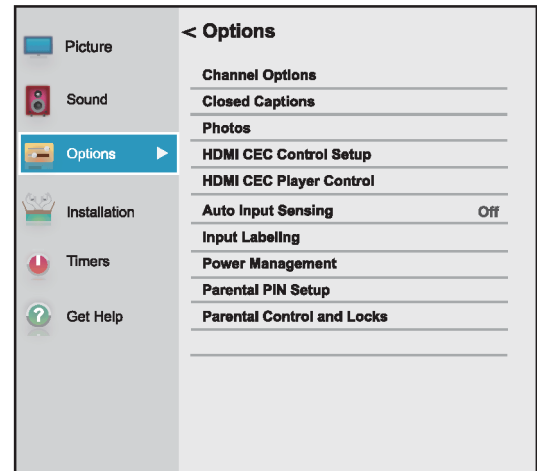 Picture
Sound
Options
Installation
Timers
Get Help
< Options
Channel Options
Closed Captions
Photos
HDMI CEC Control Setup
HDMI CEC Player Control
Auto Input Sensing Off
Input Labeling
Power Management
Parental PIN Setup
Parental Control and Locks